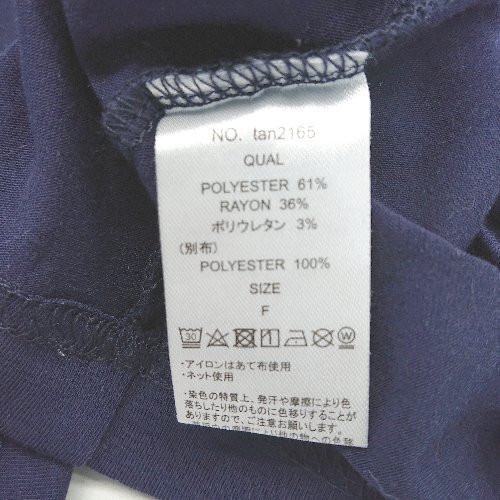 NO. tan2165
QUAL
POLYESTER 61%
RAYON 36%
ポリウレタン 3%
(別布)
POLYESTER 100%
SIZE
F
30
W
・アイロンはあて布使用
・ネット使用
・染色の特質上、発汗や摩擦により色
落ちしたり他のものに色移りすることが
ありますので、ご注意お願いします。